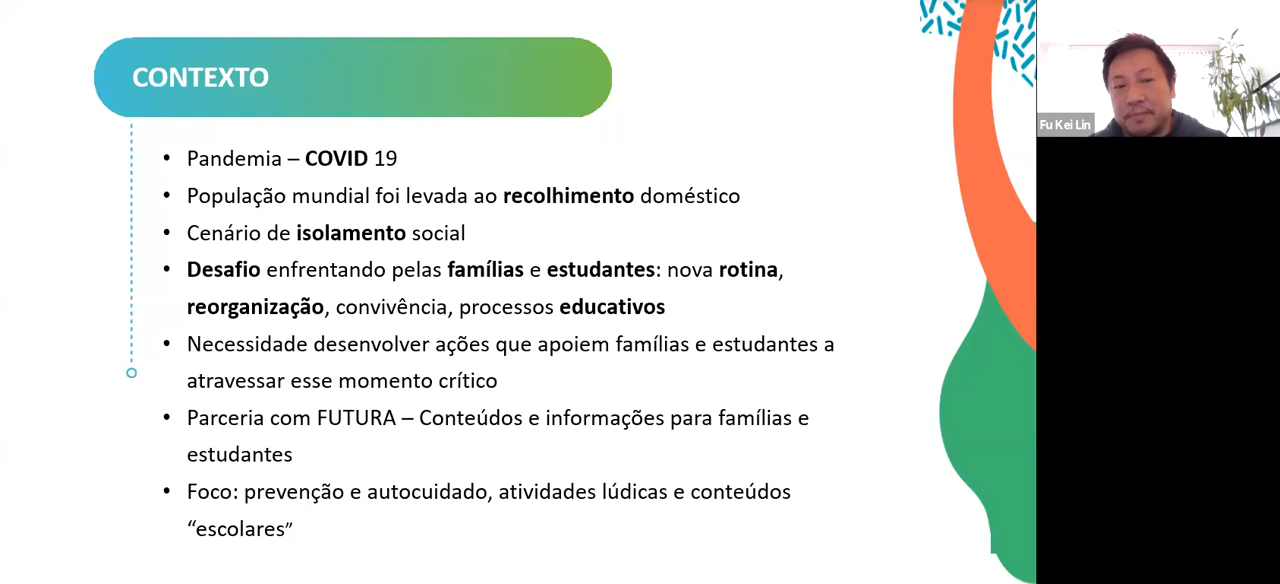 CONTEXTO
• Pandemia – COVID 19
• População mundial foi levada ao recolhimento doméstico
• Cenário de isolamento social
• Desafio enfrentando pelas famílias e estudantes: nova rotina,
reorganização, convivência, processos educativos
• Necessidade desenvolver ações que apoiem famílias e estudantes a
atravessar esse momento crítico
• Parceria com FUTURA – Conteúdos e informações para famílias e
estudantes
• Foco: prevenção e autocuidado, atividades lúdicas e conteúdos
“escolares”
Fu Kei Lin